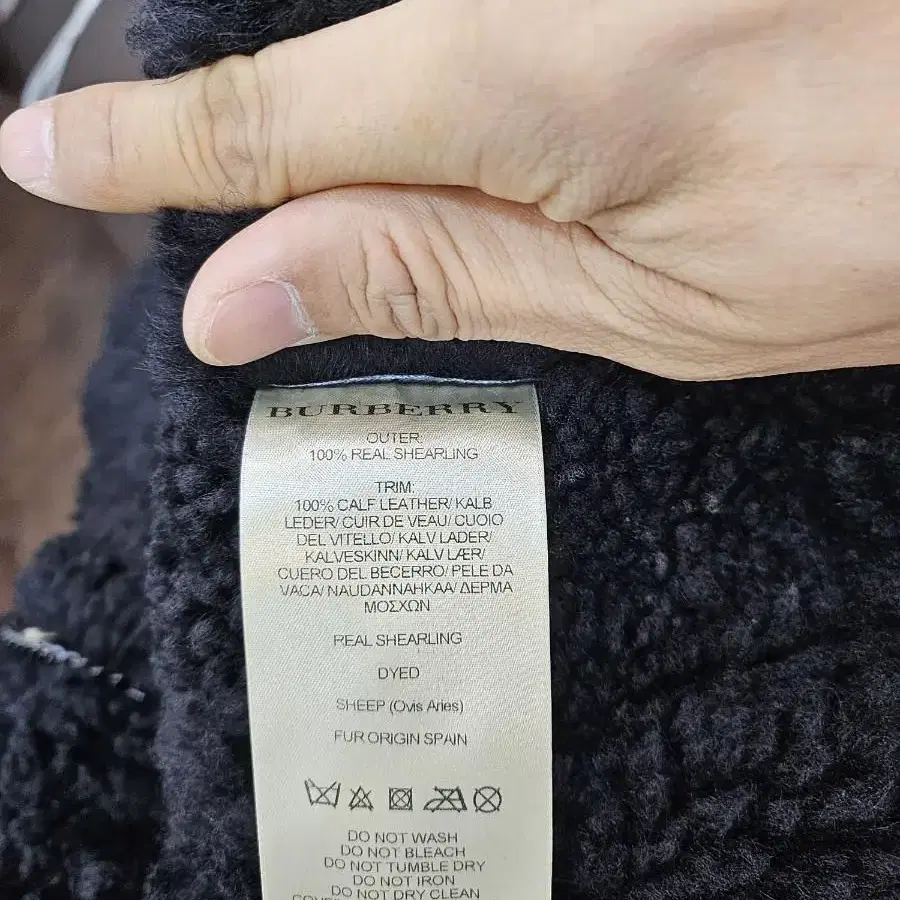 BURBERRY
OUTER:
100% REAL SHEARLING
TRIM:
100% CALF LEATHER/ KALB
LEDER/ CUIR DE VEAU/ CUOIO
DEL VITELLO/ KALV LADER/
KALVESKINN/ KALV LÆR/
CUERO DEL BECERRO/ PELE DA
VACA/ NAUDANNAHKAA/ ΔΕΡΜΑ
ΜΟΣΧΩΝ
REAL SHEARLING
DYED
SHEEP (Ovis Aries)
FUR ORIGIN SPAIN
DO NOT WASH
DO NOT BLEACH
DO NOT TUMBLE DRY
DO NOT IRON
DO NOT DRY CLEAN